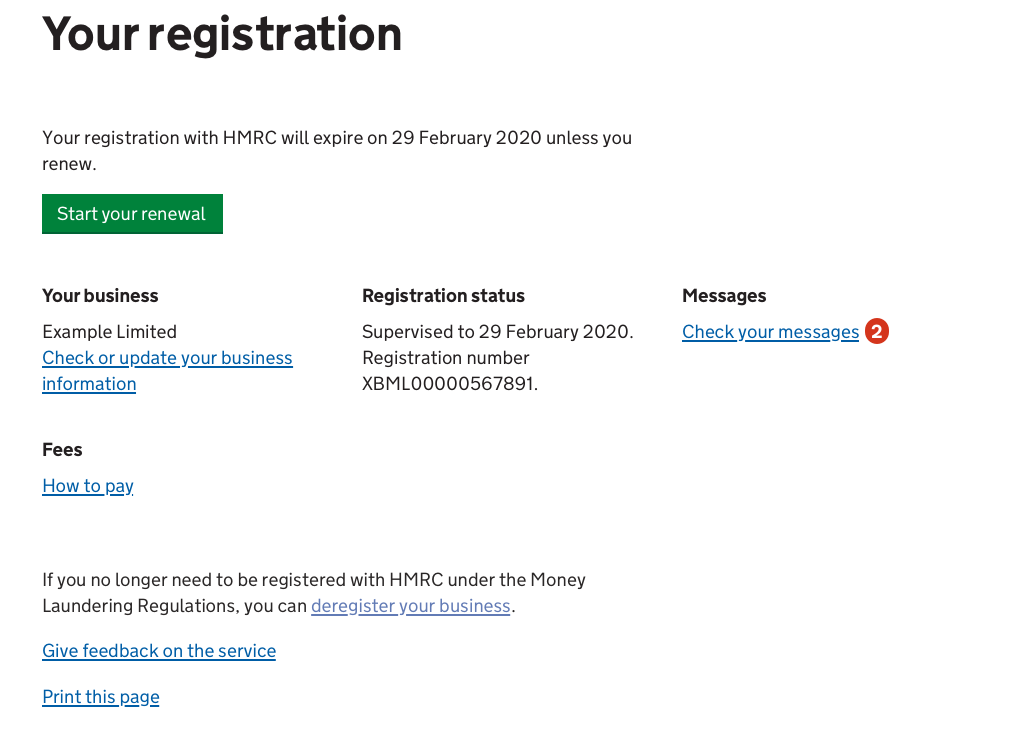 Your registration
Your registration with HMRC will expire on 29 February 2020 unless you
renew.
Start your renewal
Your business
Example Limited
Check or update your business
information
Registration status
Supervised to 29 February 2020.
Registration number
XBML00000567891.
Messages
Check your messages 2
Fees
How to pay
If you no longer need to be registered with HMRC under the Money
Laundering Regulations, you can deregister your business.
Give feedback on the service
Print this page